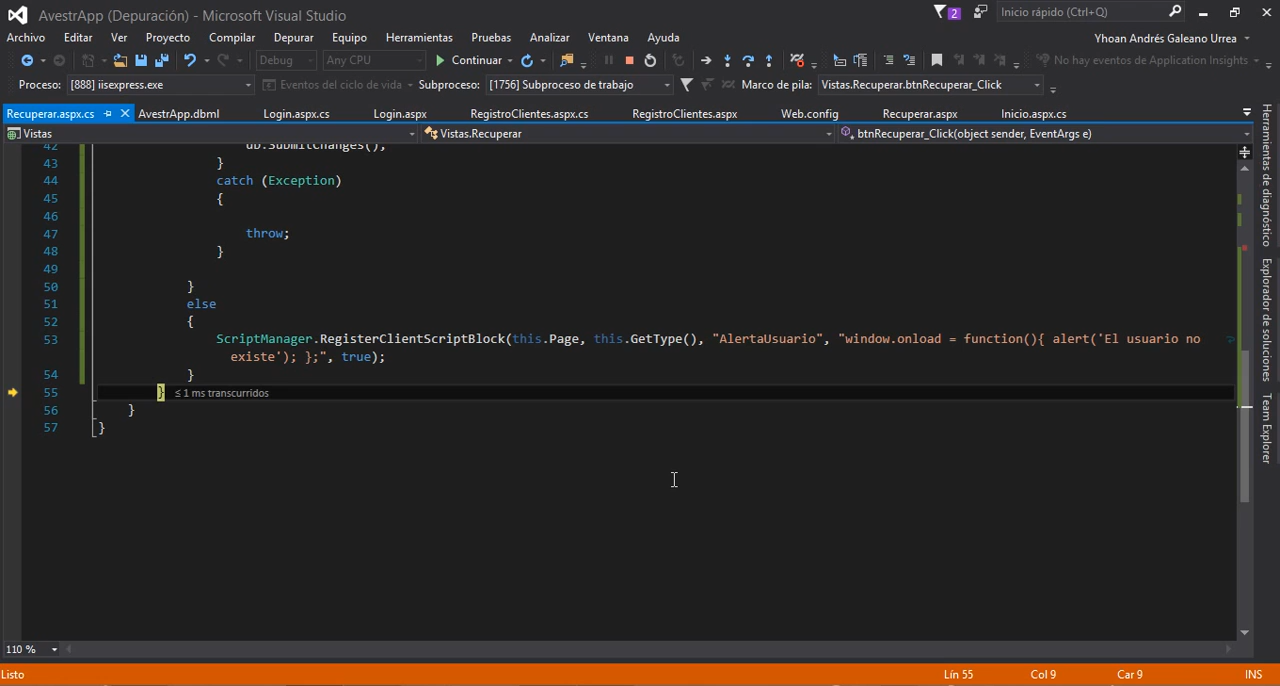 AvestrApp (Depuración) - Microsoft Visual Studio
2
Inicio rápido (Ctrl+Q)
Archivo Editar Ver Proyecto Compilar Depurar Equipo Herramientas Pruebas Analizar Ventana Ayuda
Yhoan Andrés Galeano Urrea
Debug Any CPU Continuar No hay eventos de Application Insights
Proceso: [888] iisexpress.exe Eventos del ciclo de vida Subproceso: [1756] Subproceso de trabajo Marco de pila: Vistas.Recuperar.btnRecuperar_Click
Recuperar.aspx.cs AvestrApp.dbml Login.aspx.cs Login.aspx RegistroClientes.aspx.cs RegistroClientes.aspx Web.config Recuperar.aspx Inicio.aspx.cs
Vistas Vistas.Recuperar btnRecuperar_Click(object sender, EventArgs e)
42 db.SubmitChanges();
43 }
44 catch (Exception)
45 {
46
47 throw;
48 }
49
50 }
51 else
52 {
53 ScriptManager.RegisterClientScriptBlock(this.Page, this.GetType(), "AlertaUsuario", "window.onload = function(){ alert('El usuario no
existe'); };", true);
54 }
55 } ≤ 1 ms transcurridos
56 }
57 }
Herramientas de diagnóstico
Explorador de soluciones
Team Explorer
110 %
Listo Lín 55 Col 9 Car 9 INS